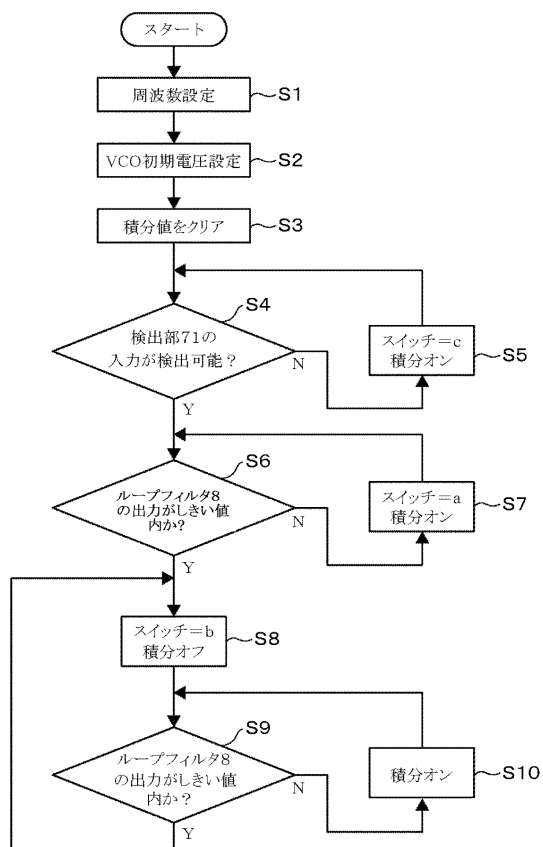 スタート
周波数設定
S1
VCO初期電圧設定
S2
積分値をクリア
S3
S4
検出部71の
入力が検出可能？
N
Y
スイッチ＝c
積分オン
S5
S6
ループフィルタ8
の出力がしきい値
内か？
N
Y
スイッチ＝a
積分オン
S7
スイッチ＝b
積分オフ
S8
S9
ループフィルタ8
の出力がしきい値
内か？
N
Y
積分オン
S10